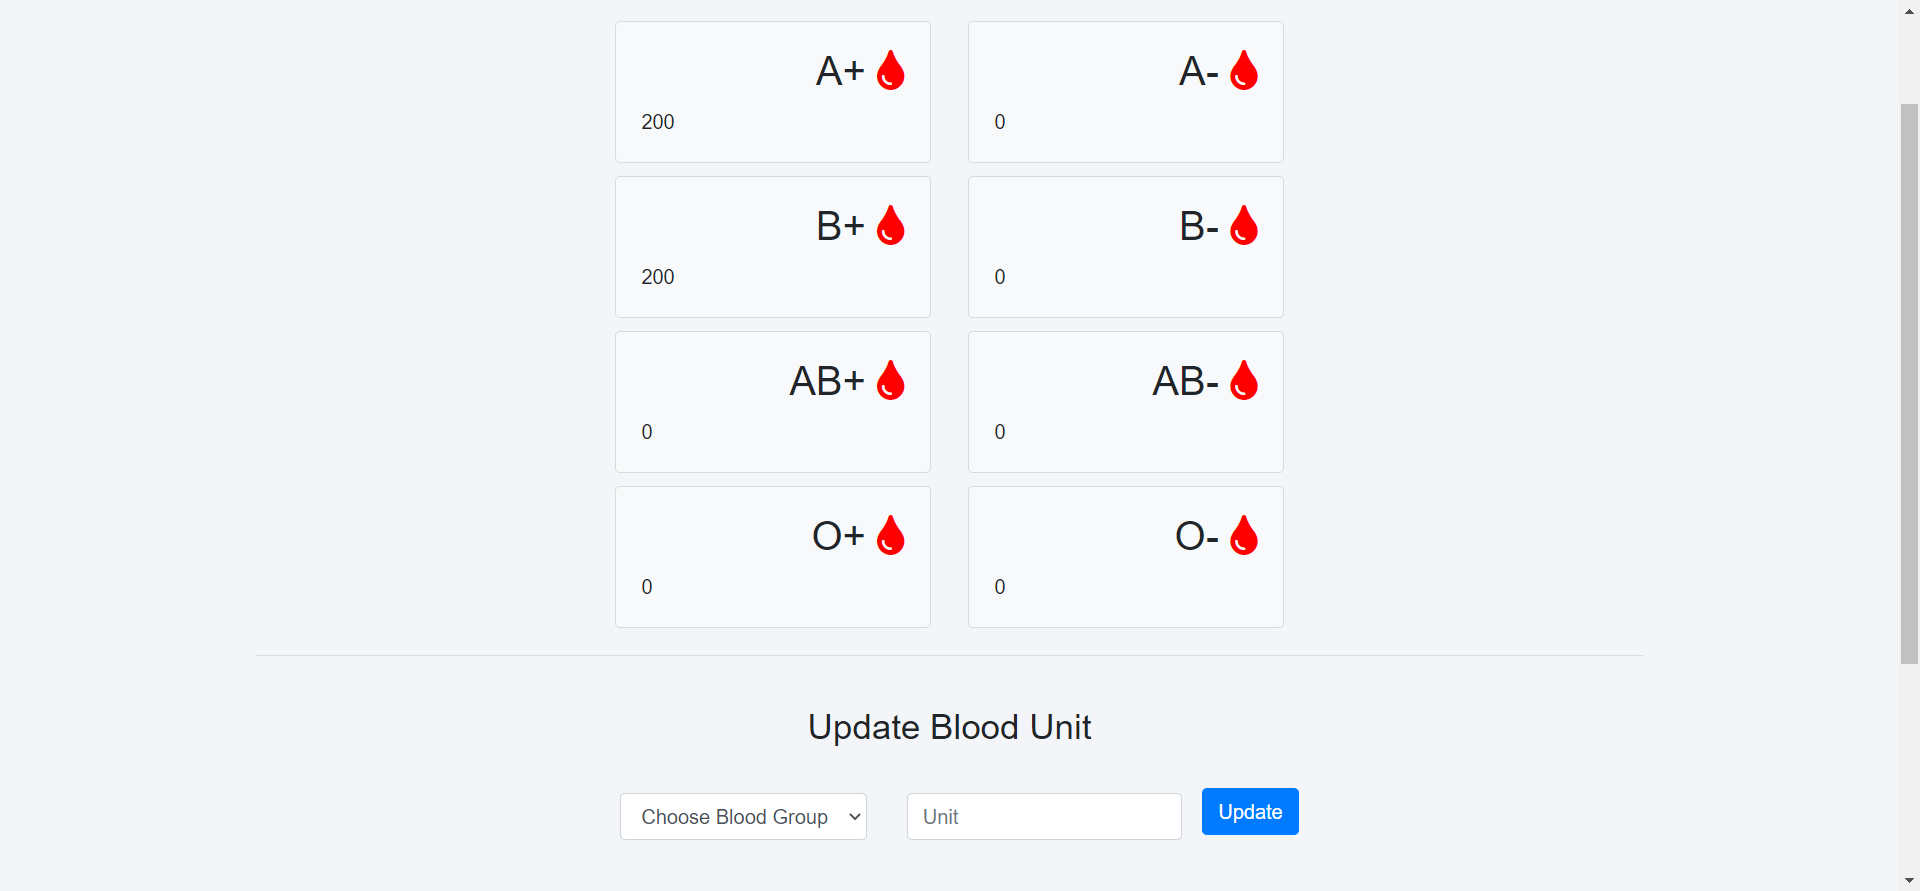 A+
200
A-
0
B+
200
B-
0
AB+
0
AB-
0
O+
0
O-
0
Update Blood Unit
Choose Blood Group
Unit
Update